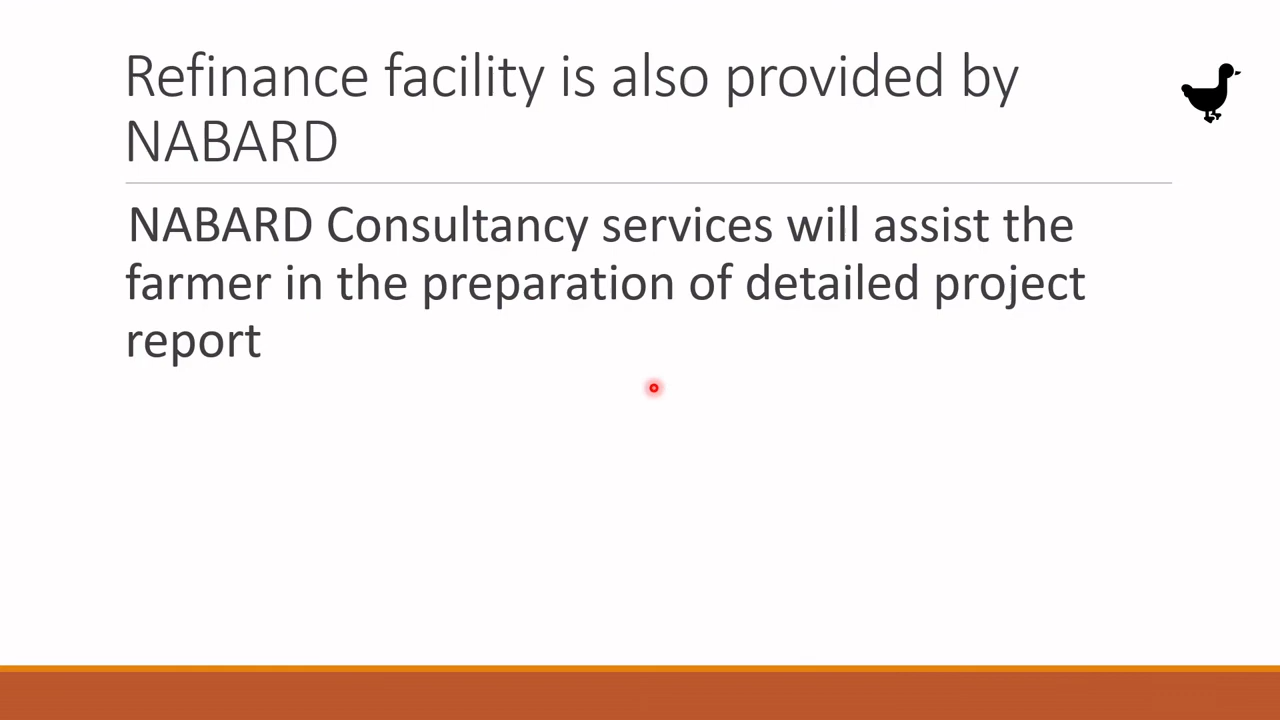 Refinance facility is also provided by
NABARD
NABARD Consultancy services will assist the
farmer in the preparation of detailed project
report